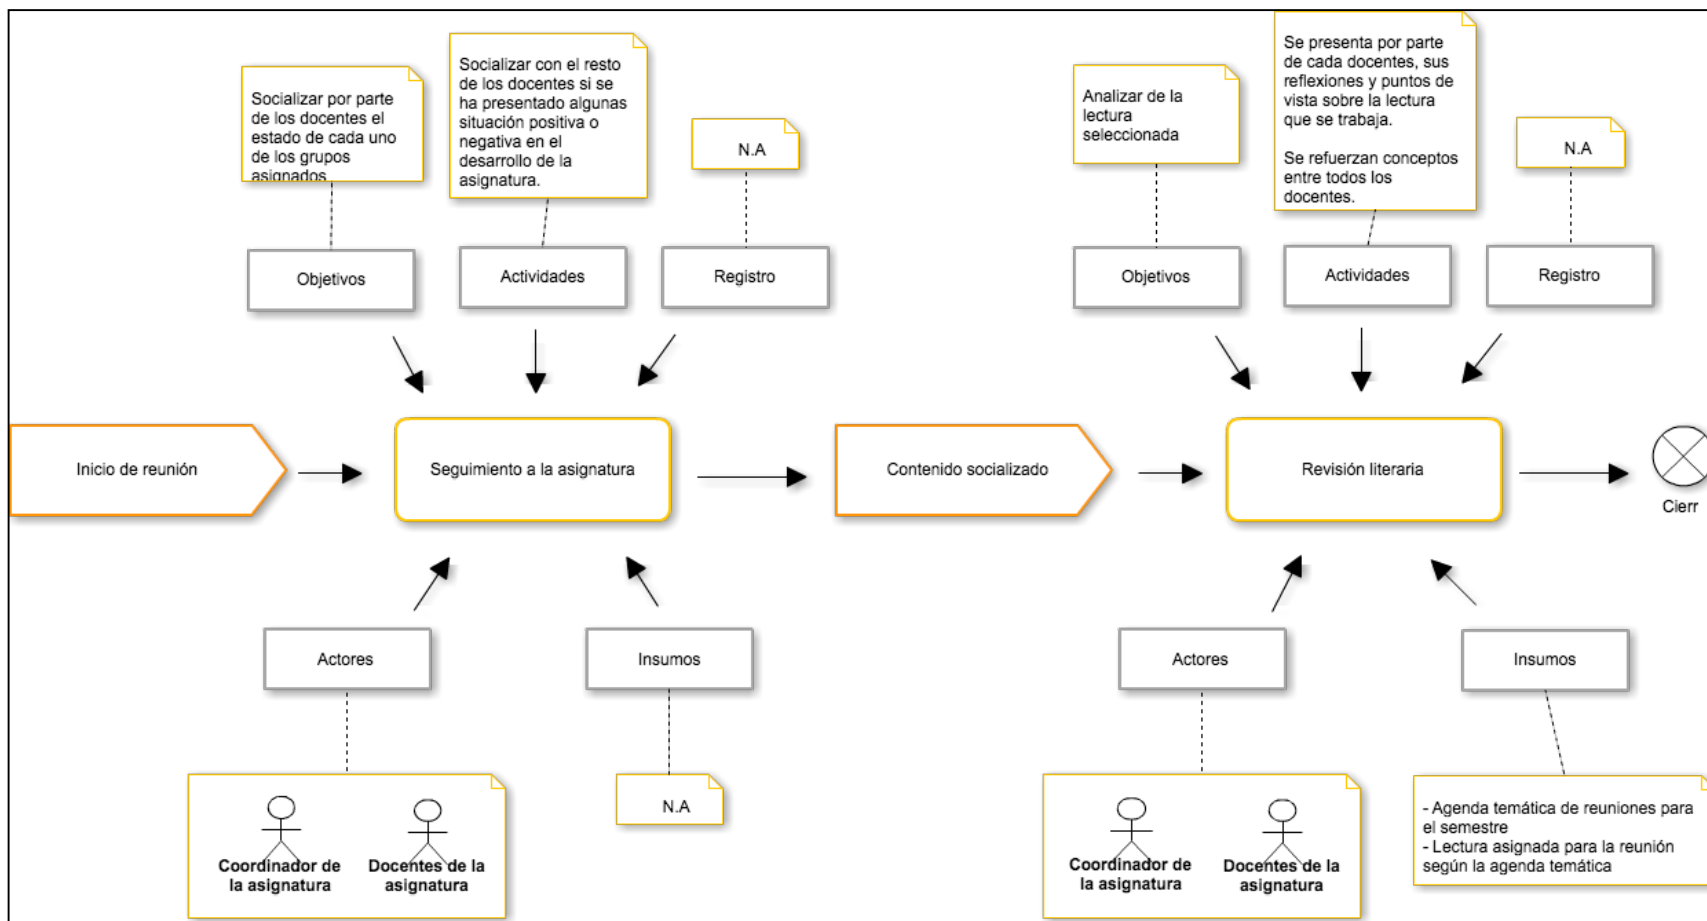 Socializar por parte
de los docentes el
estado de cada uno
de los grupos
asignados
Socializar con el resto
de los docentes si se
ha presentado algunas
situación positiva o
negativa en el
desarrollo de la
asignatura.
N.A
Analizar de la
lectura
seleccionada
Se presenta por parte
de cada docentes, sus
reflexiones y puntos de
vista sobre la lectura
que se trabaja.
Se refuerzan conceptos
entre todos los
docentes.
N.A
Objetivos
Actividades
Registro
Objetivos
Actividades
Registro
Inicio de reunión
Seguimiento a la asignatura
Contenido socializado
Revisión literaria
Cierr
Actores
Insumos
Actores
Insumos
Coordinador de
la asignatura
Docentes de la
asignatura
N.A
Coordinador de
la asignatura
Docentes de la
asignatura
- Agenda temática de reuniones para
el semestre
- Lectura asignada para la reunión
según la agenda temática